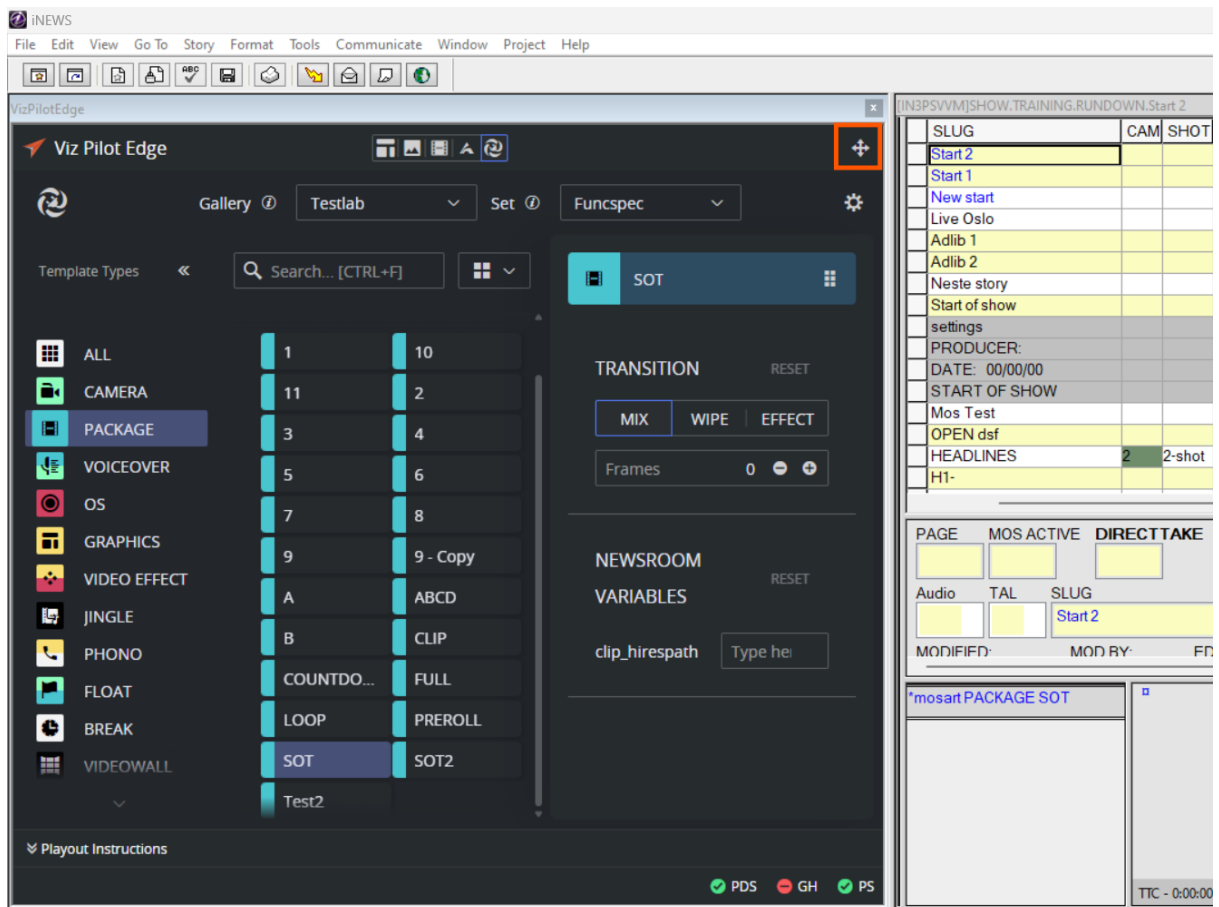 iNEWS
File Edit View Go To Story Format Tools Communicate Window Project Help
ABC
VizPilotEdge
Viz Pilot Edge
Gallery Testlab Set Funcspec
Template Types
Search... [CTRL+F]
ALL
CAMERA
PACKAGE
VOICEOVER
OS
GRAPHICS
VIDEO EFFECT
JINGLE
PHONO
FLOAT
BREAK
VIDEOWALL
1 10
11 2
3 4
5 6
7 8
9 9 - Copy
A ABCD
B CLIP
COUNTDO... FULL
LOOP PREROLL
SOT SOT2
Test2
SOT
TRANSITION RESET
MIX WIPE EFFECT
Frames 0
NEWSROOM
VARIABLES
RESET
clip_hirespath Type he
Playout Instructions
PDS GH PS
[IN3PSVVM]SHOW.TRAINING.RUNDOWN.Start 2
SLUG CAM SHOT
Start 2
Start 1
New start
Live Oslo
Adlib 1
Adlib 2
Neste story
Start of show
settings
PRODUCER:
DATE: 00/00/00
START OF SHOW
Mos Test
OPEN dsf
HEADLINES 2 2-shot
H1-
PAGE MOS ACTIVE DIRECTTAKE
Audio TAL SLUG
Start 2
MODIFIED: MOD BY: ED
*mosart PACKAGE SOT
TTC - 0:00:00